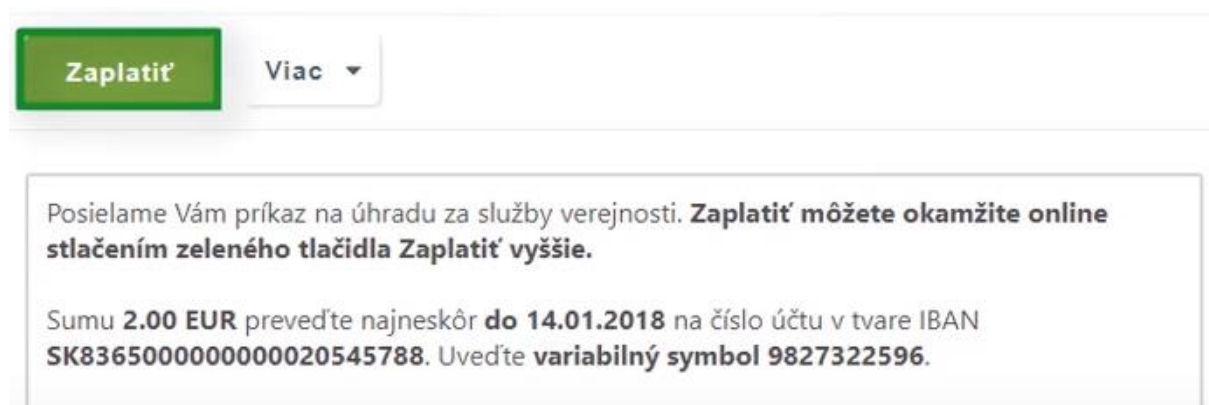 Zaplatiť
Viac
Posielame Vám príkaz na úhradu za služby verejnosti. Zaplatiť môžete okamžite online
stlačením zeleného tlačidla Zaplatiť vyššie.
Sumu 2.00 EUR preveďte najneskôr do 14.01.2018 na číslo účtu v tvare IBAN
SK8365000000000020545788. Uveďte variabilný symbol 9827322596.